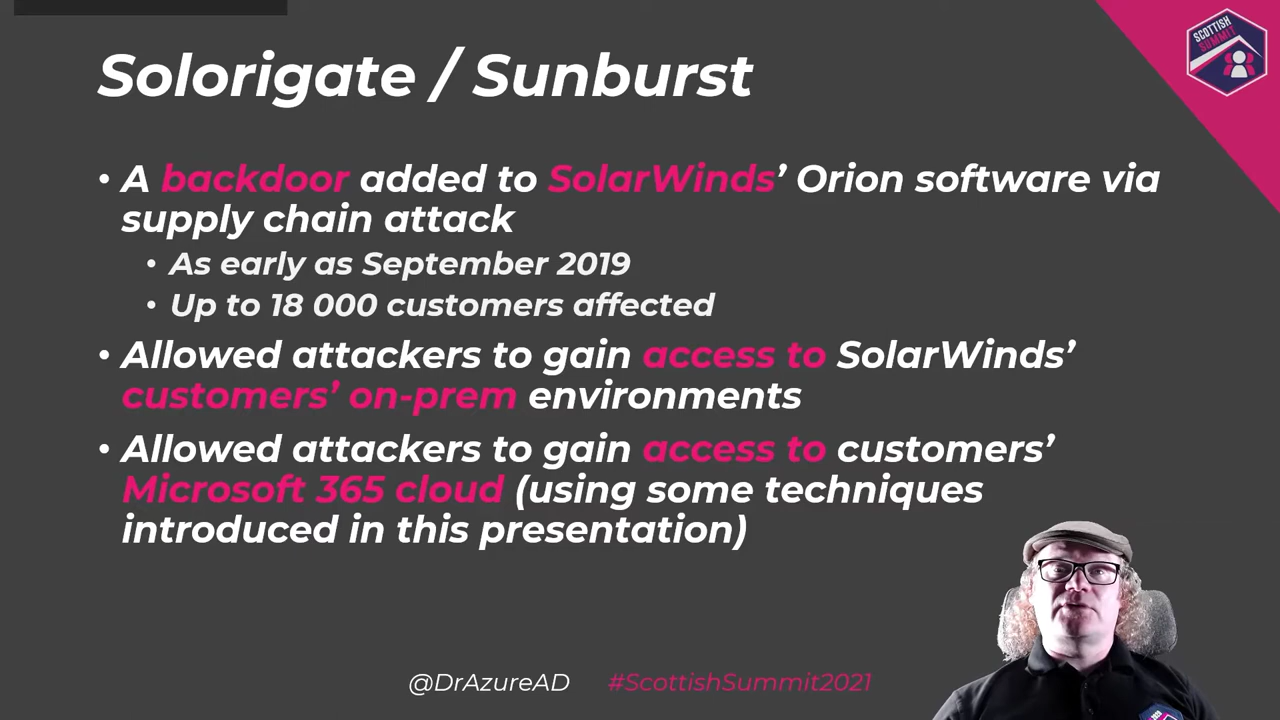 Solorigate / Sunburst
SCOTTISH
SUMMIT
• A backdoor added to SolarWinds’ Orion software via
supply chain attack
• As early as September 2019
• Up to 18 000 customers affected
• Allowed attackers to gain access to SolarWinds’
customers’ on-prem environments
• Allowed attackers to gain access to customers’
Microsoft 365 cloud (using some techniques
introduced in this presentation)
@DrAzureAD #ScottishSummit2021